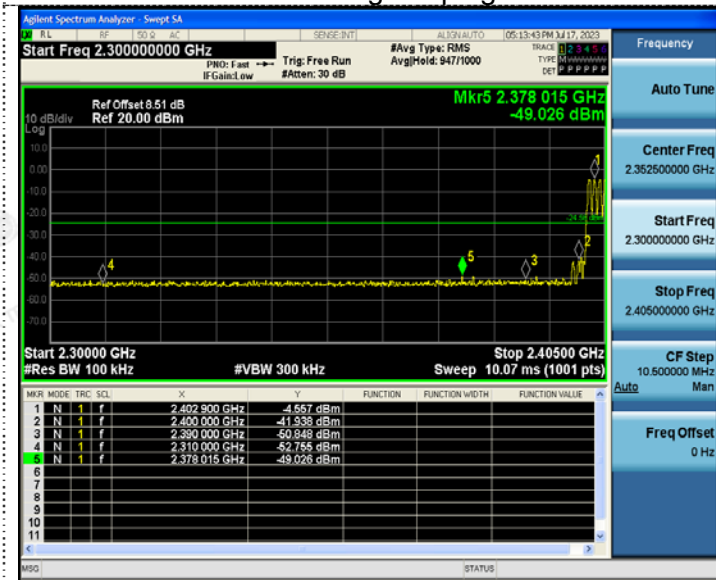 Agilent Spectrum Analyzer - Swept SA
RL RF 50 Ω AC SENSE:INT ALIGN AUTO 05:13:43 PM Jul 17, 2023
Start Freq 2.300000000 GHz
PNO: Fast
IFGain:Low
Trig: Free Run
#Atten: 30 dB
#Avg Type: RMS
Avg|Hold: 947/1000
TRACE 1 2 3 4 5 6
TYPE M
DET P P P P P P
Frequency
Ref Offset 8.51 dB
Ref 20.00 dBm
10 dB/div
Log
Mkr5 2.378 015 GHz
-49.026 dBm
10.0
0.00
-10.0
-20.0
-30.0
-40.0
-50.0
-60.0
-70.0
1
2
3
4
5
Start 2.30000 GHz
#Res BW 100 kHz
#VBW 300 kHz
Stop 2.40500 GHz
Sweep 10.07 ms (1001 pts)
MKR MODE TRC SCL X Y FUNCTION FUNCTION WIDTH FUNCTION VALUE
1 N 1 f 2.402 900 GHz -4.557 dBm
2 N 1 f 2.400 000 GHz -41.938 dBm
3 N 1 f 2.390 000 GHz -50.848 dBm
4 N 1 f 2.310 000 GHz -52.755 dBm
5 N 1 f 2.378 015 GHz -49.026 dBm
6
7
8
9
10
11
MSG STATUS
Auto Tune
Center Freq
2.352500000 GHz
Start Freq
2.300000000 GHz
Stop Freq
2.405000000 GHz
CF Step
10.500000 MHz
Auto Man
Freq Offset
0 Hz